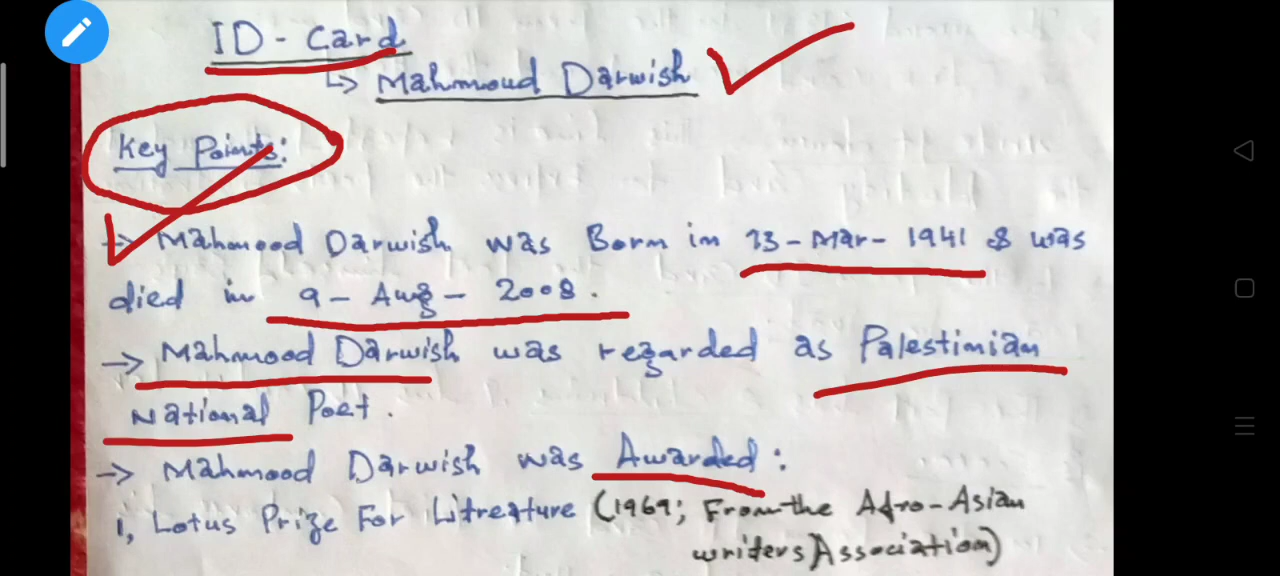 ID - Card
↳ Mahmoud Darwish
Key Points:
→ Mahmood Darwish was Born in 13 - Mar - 1941 & was
died in 9 - Aug - 2008.
→ Mahmood Darwish was regarded as Palestinian
National Poet.
→ Mahmood Darwish was Awarded :
1, Lotus Prize For Litreature (1969; From the Afro-Asian
writers Association)